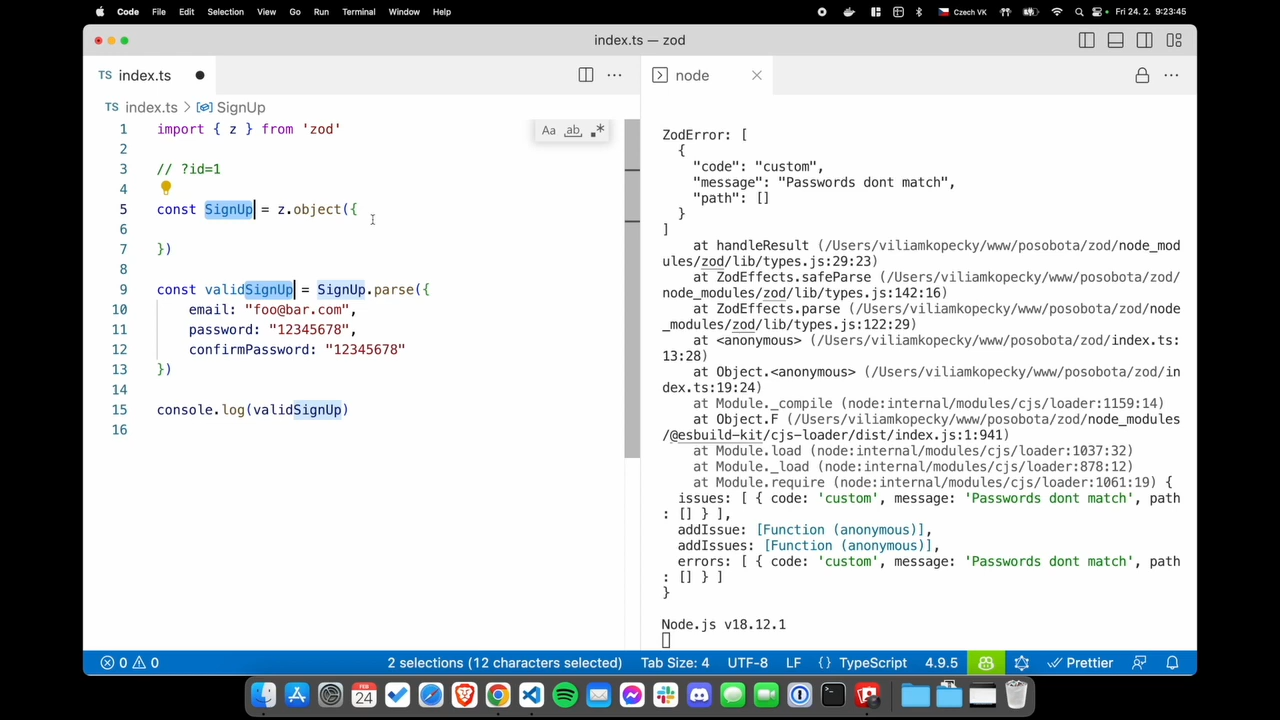 Code File Edit Selection View Go Run Terminal Window Help Czech VK Fri 24. 2. 9:23:45
index.ts — zod
TS index.ts
TS index.ts > SignUp
Aa ab
1 import { z } from 'zod'
2
3 // ?id=1
4
5 const SignUp = z.object({
6
7 })
8
9 const validSignUp = SignUp.parse({
10 email: "foo@bar.com",
11 password: "12345678",
12 confirmPassword: "12345678"
13 })
14
15 console.log(validSignUp)
16
node
ZodError: [
{
"code": "custom",
"message": "Passwords dont match",
"path": []
}
]
at handleResult (/Users/viliamkopecky/www/posobota/zod/node_mod
ules/zod/lib/types.js:29:23)
at ZodEffects.safeParse (/Users/viliamkopecky/www/posobota/zod/
node_modules/zod/lib/types.js:142:16)
at ZodEffects.parse (/Users/viliamkopecky/www/posobota/zod/node
_modules/zod/lib/types.js:122:29)
at <anonymous> (/Users/viliamkopecky/www/posobota/zod/index.ts:
13:28)
at Object.<anonymous> (/Users/viliamkopecky/www/posobota/zod/in
dex.ts:19:24)
at Module._compile (node:internal/modules/cjs/loader:1159:14)
at Object.F (/Users/viliamkopecky/www/posobota/zod/node_modules
/@esbuild-kit/cjs-loader/dist/index.js:1:941)
at Module.load (node:internal/modules/cjs/loader:1037:32)
at Module._load (node:internal/modules/cjs/loader:878:12)
at Module.require (node:internal/modules/cjs/loader:1061:19) {
issues: [ { code: 'custom', message: 'Passwords dont match', path
: [] } ],
addIssue: [Function (anonymous)],
addIssues: [Function (anonymous)],
errors: [ { code: 'custom', message: 'Passwords dont match', path
: [] } ]
}
Node.js v18.12.1
0 0 2 selections (12 characters selected) Tab Size: 4 UTF-8 LF {} TypeScript 4.9.5 Prettier
FEB
24